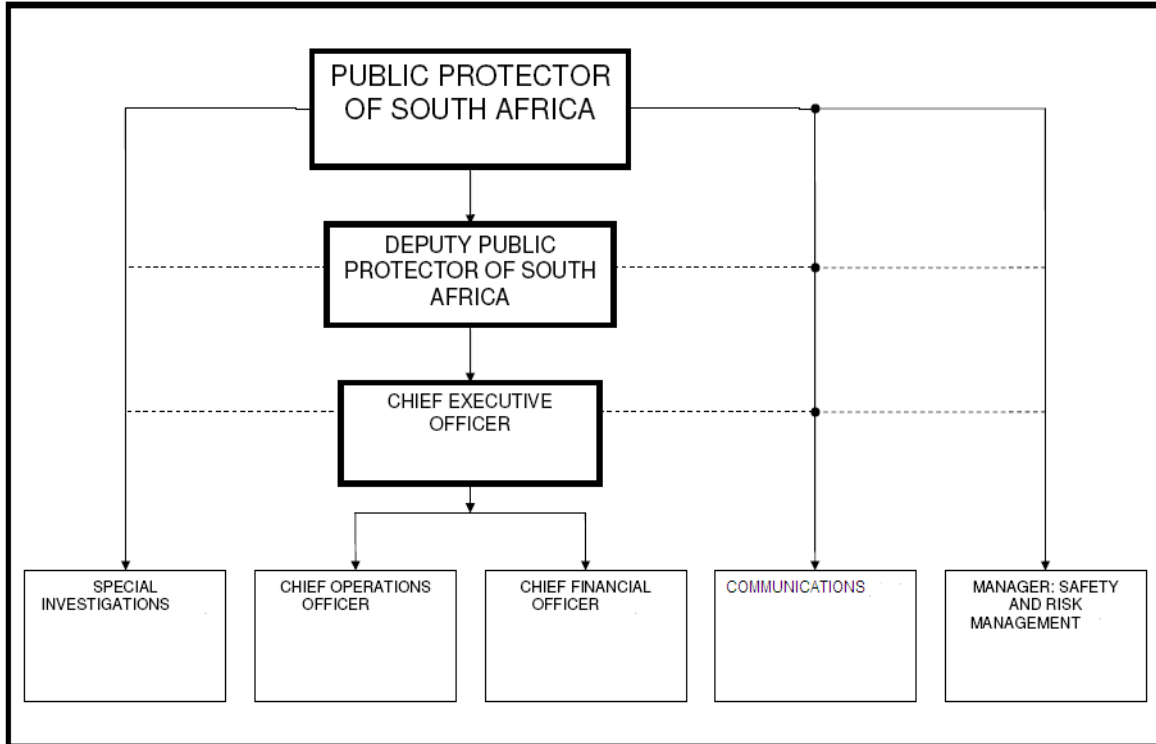 PUBLIC PROTECTOR
OF SOUTH AFRICA
DEPUTY PUBLIC
PROTECTOR OF SOUTH
AFRICA
CHIEF EXECUTIVE
OFFICER
SPECIAL
INVESTIGATIONS
CHIEF OPERATIONS
OFFICER
CHIEF FINANCIAL
OFFICER
COMMUNICATIONS
MANAGER: SAFETY
AND RISK
MANAGEMENT